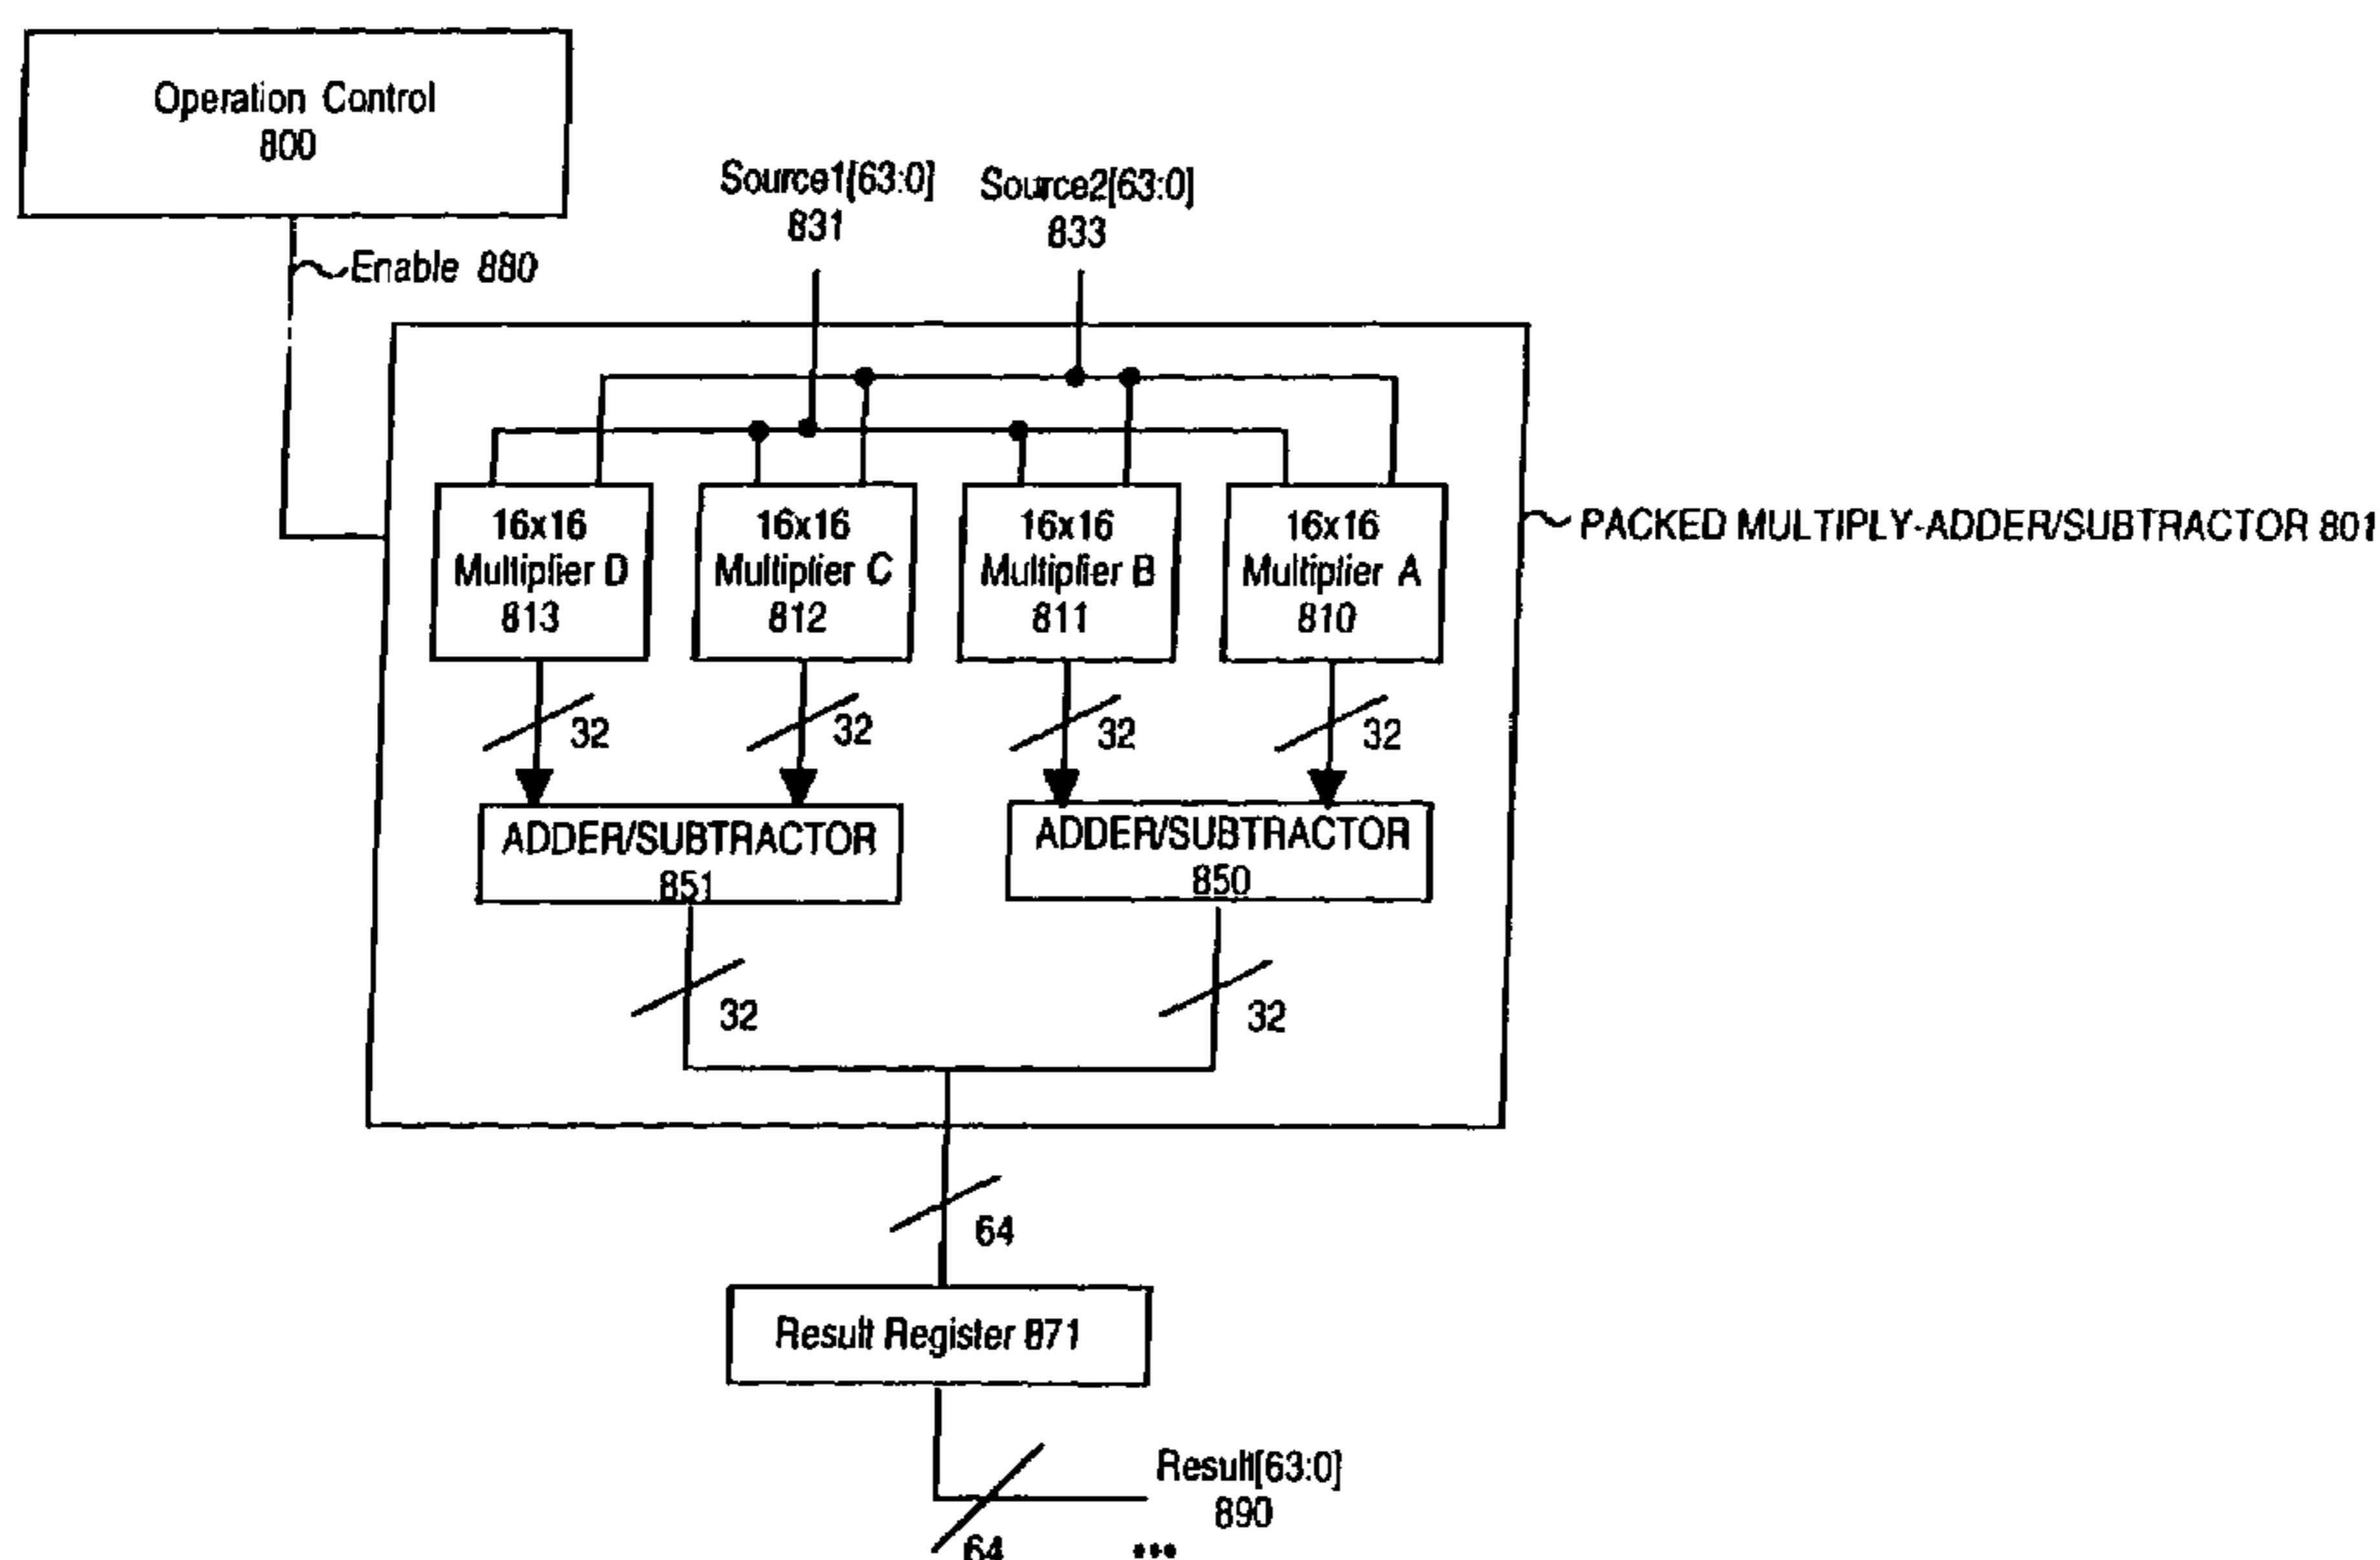 Operation Control
800
Enable 880
Source1[63:0]
831
Source2[63:0]
833
16x16
Multiplier D
813
16x16
Multiplier C
812
16x16
Multiplier B
811
16x16
Multiplier A
810
PACKED MULTIPLY-ADDER/SUBTRACTOR 801
32
32
32
32
ADDER/SUBTRACTOR
851
ADDER/SUBTRACTOR
850
32
32
64
Result Register 871
Result[63:0]
890
64
•••